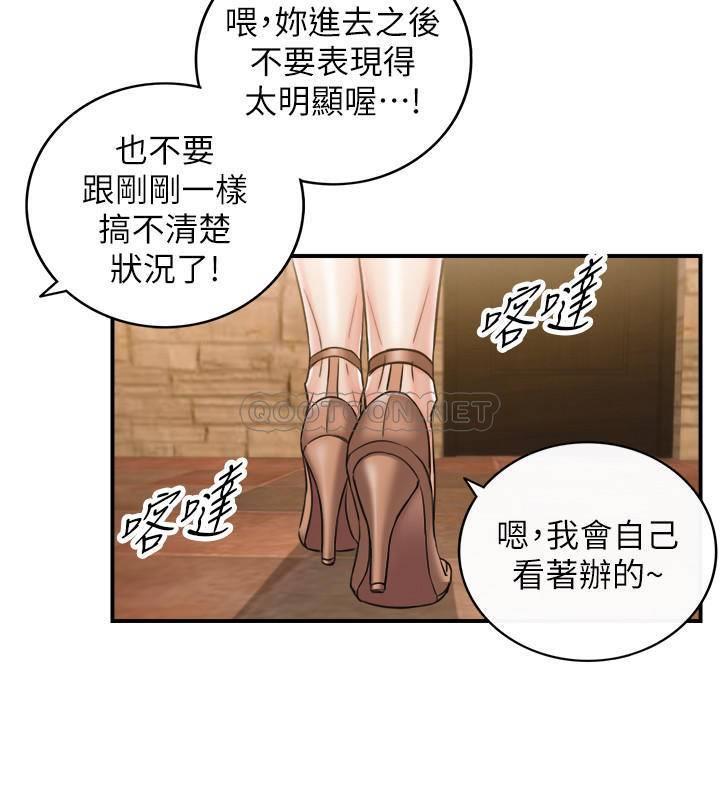 喂，妳進去之後
不要表現得
太明顯喔…!
也不要
跟剛剛一樣
搞不清楚
狀況了!
喀噠
QOOTOON.NET
喀噠
嗯，我會自己
看著辦的~